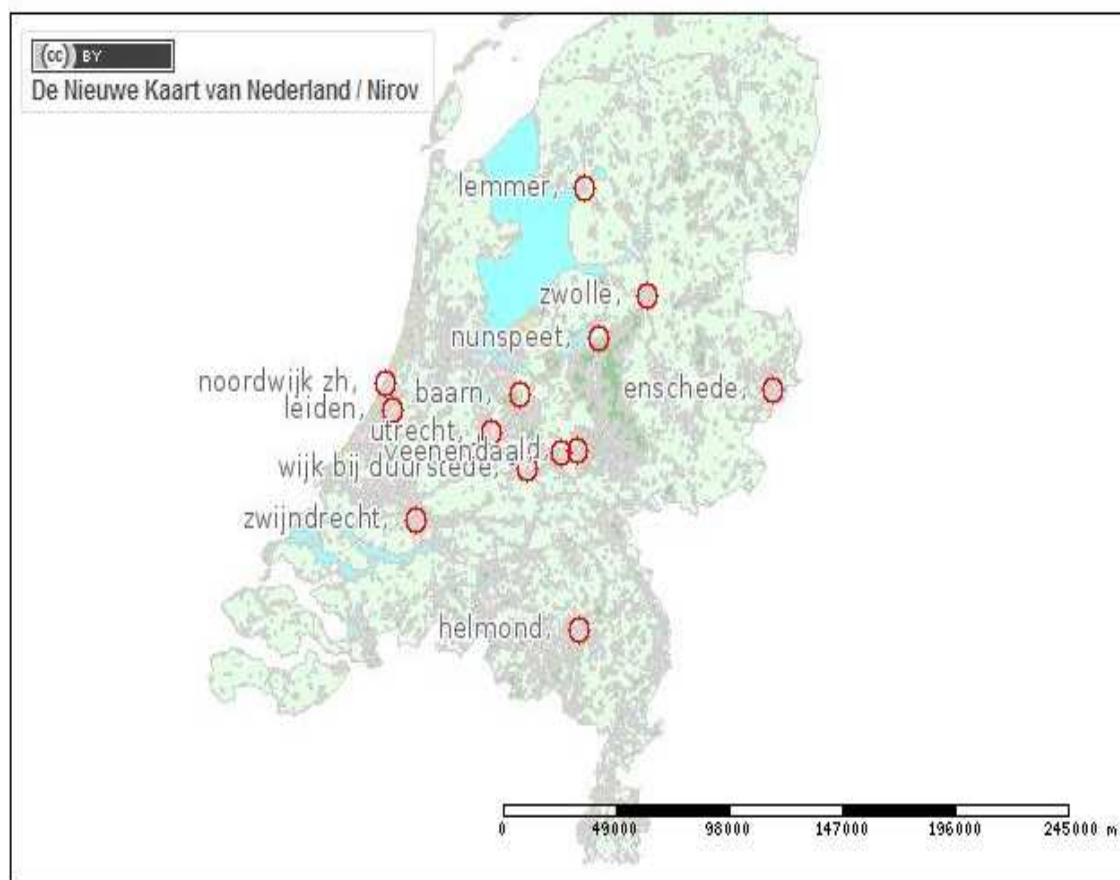 (cc) BY
De Nieuwe Kaart van Nederland / Nirov
lemmer,
zwolle,
nunspeet,
noordwijk zh,
baarn,
enschede,
leiden,
utrecht,
veenendaal
wijk bij duurstede,
zwijndrecht,
helmond,
0 49000 98000 147000 196000 245000 m